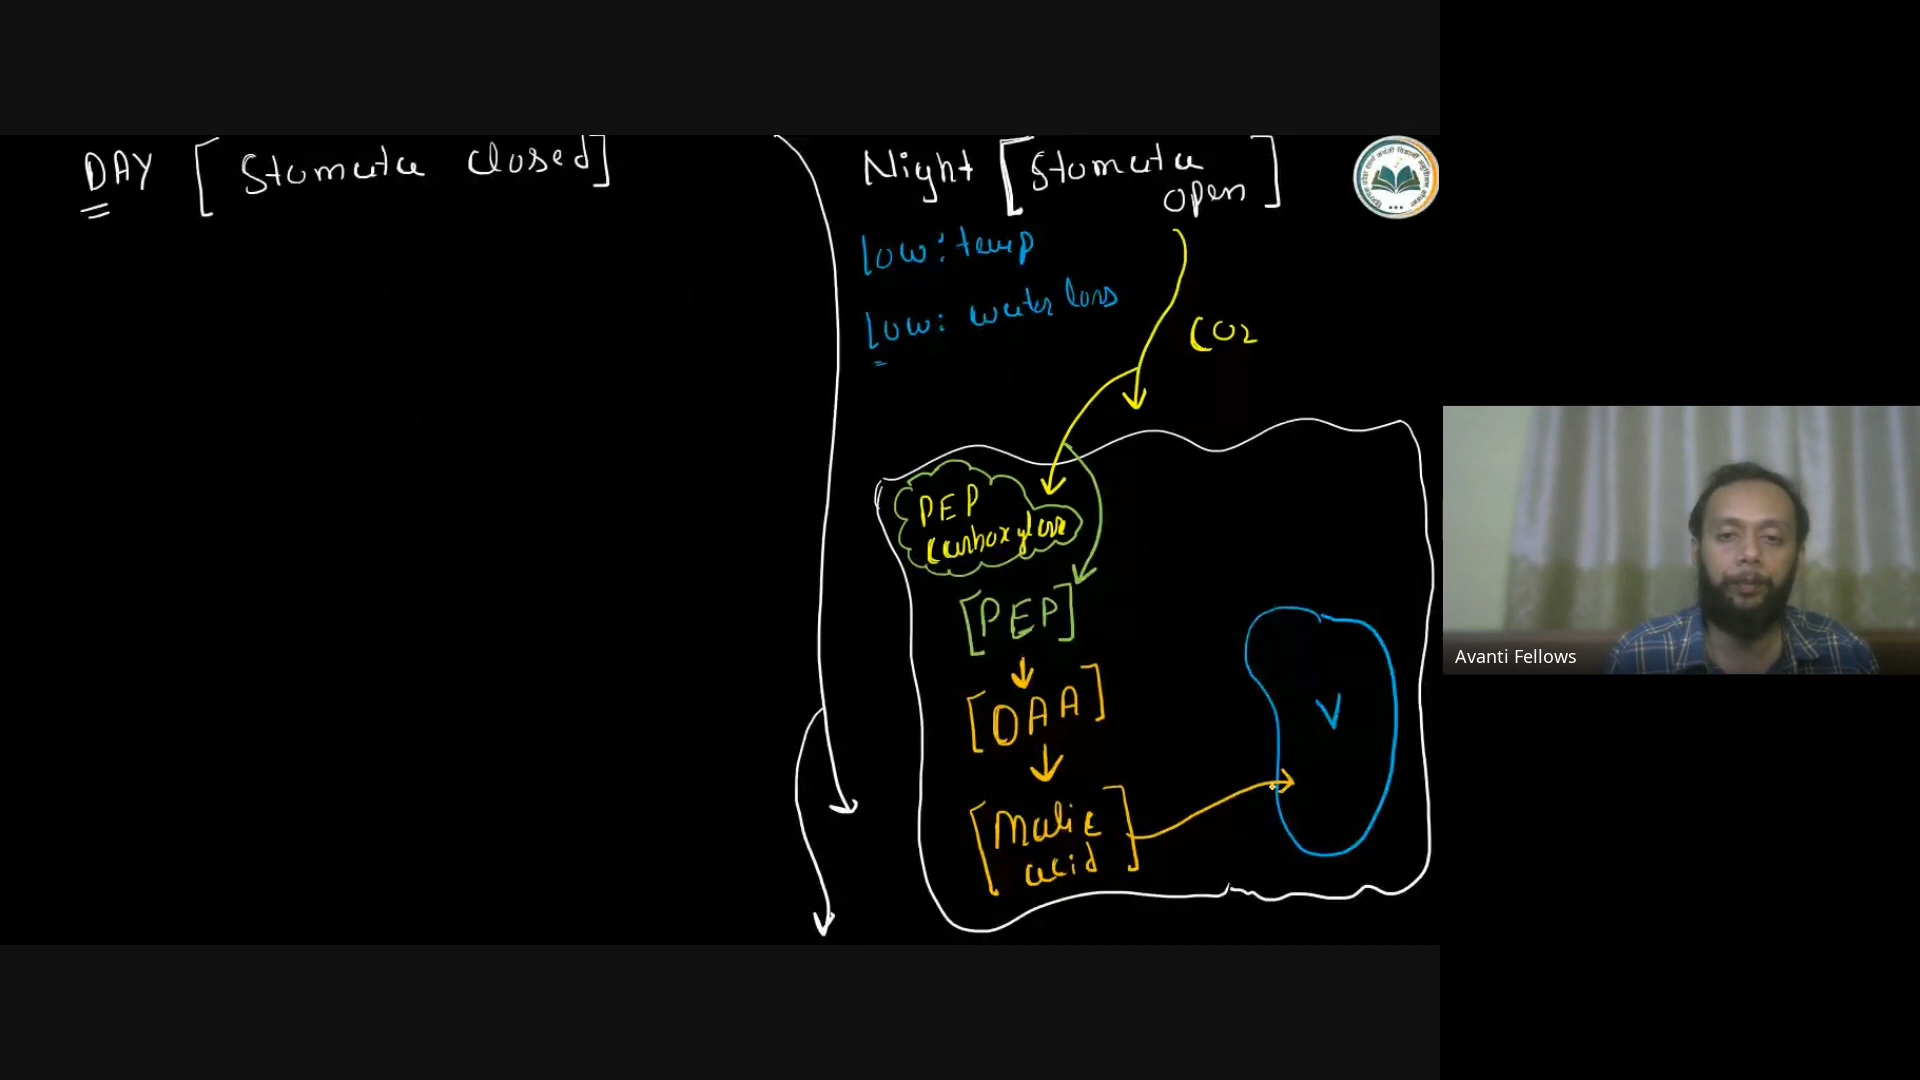 DAY [Stomata closed]
Night [Stomata
open]
low: temp
Low: water loss
CO2
PEP
Carboxylase
[PEP]
[OAA]
[Malic
acid]
V
Avanti Fellows